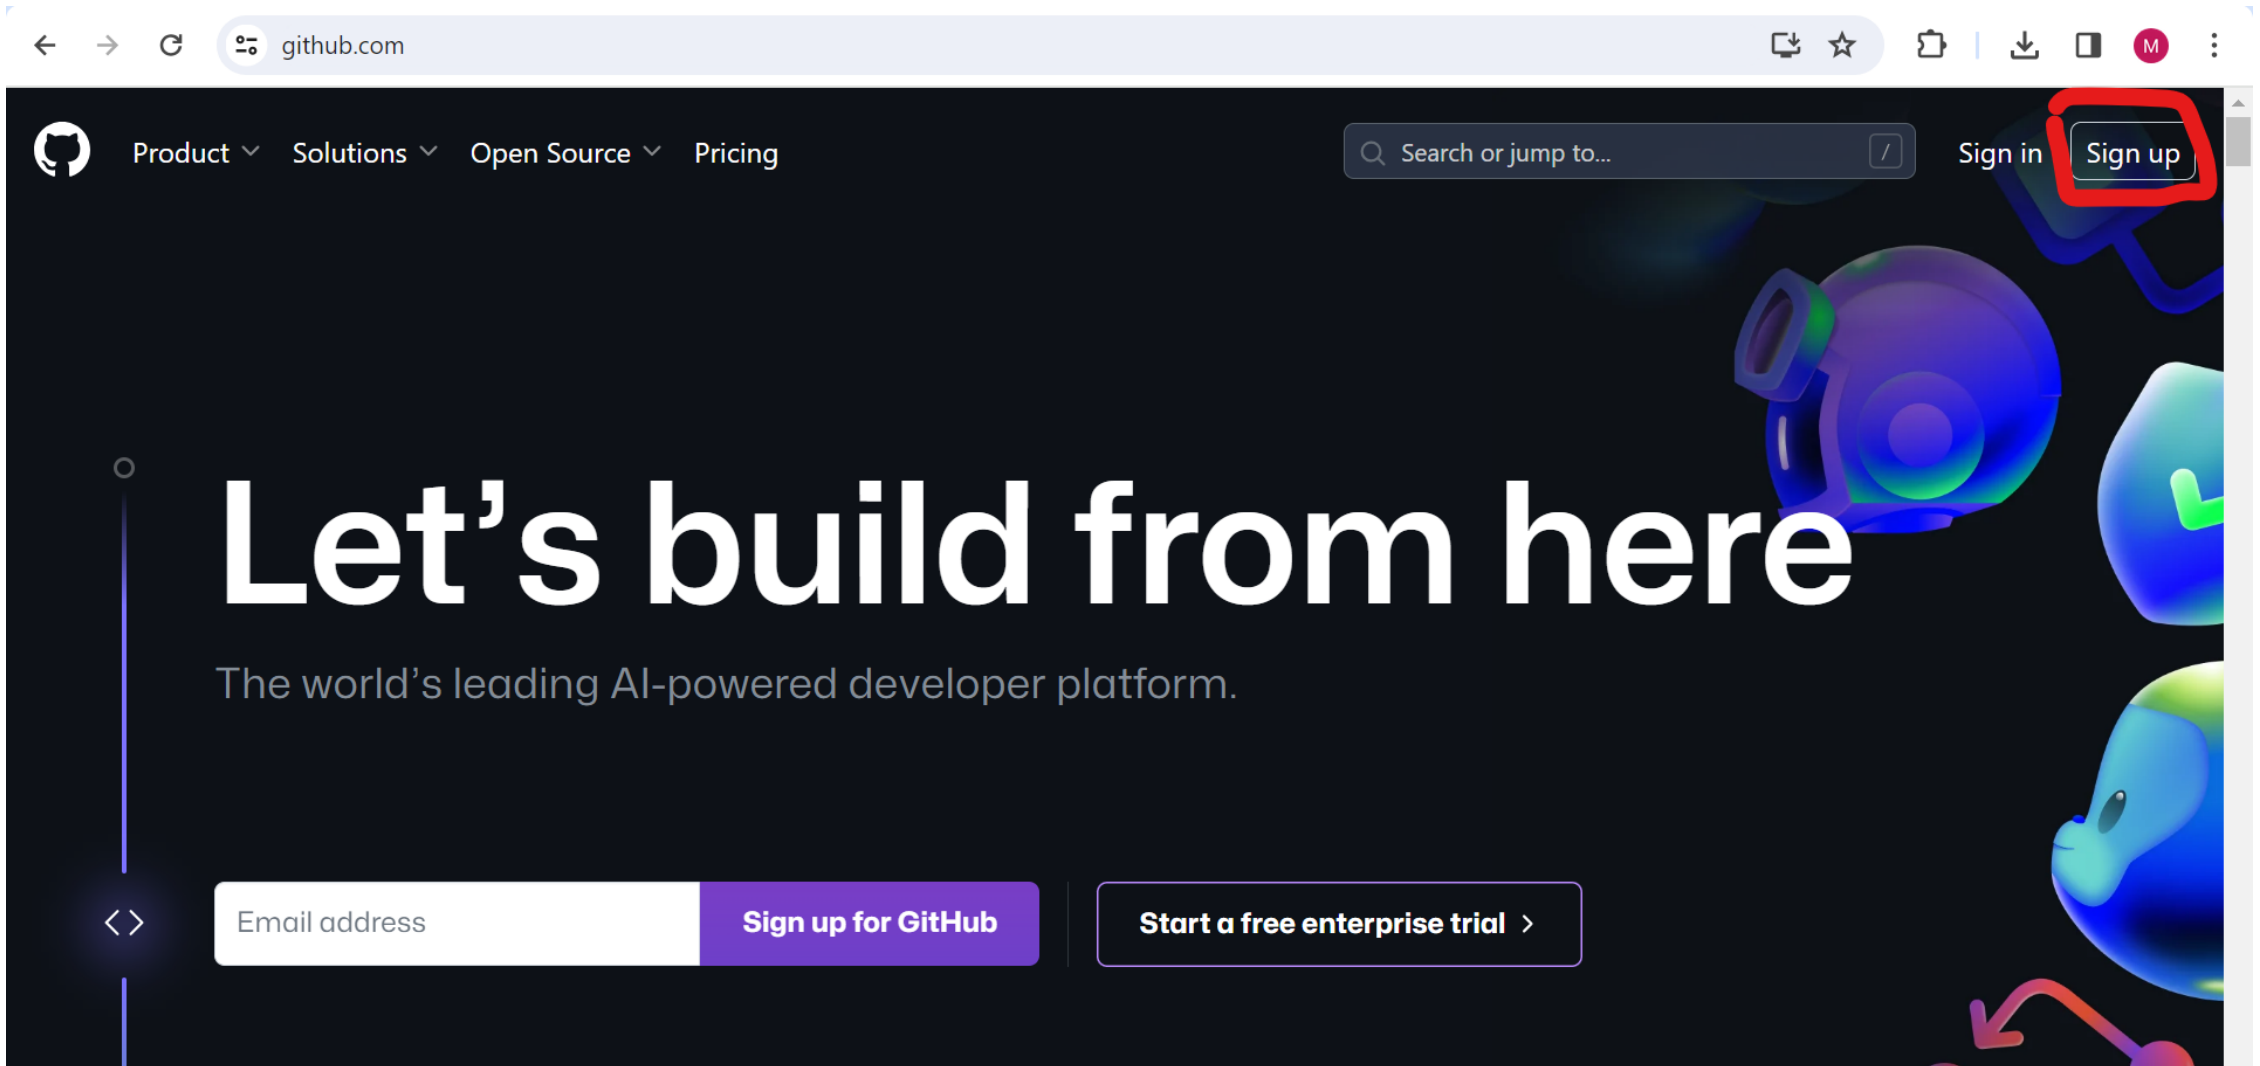 github.com
M
Product
Solutions
Open Source
Pricing
Search or jump to...
/
Sign in
Sign up
Let’s build from here
The world’s leading AI-powered developer platform.
Email address
Sign up for GitHub
Start a free enterprise trial